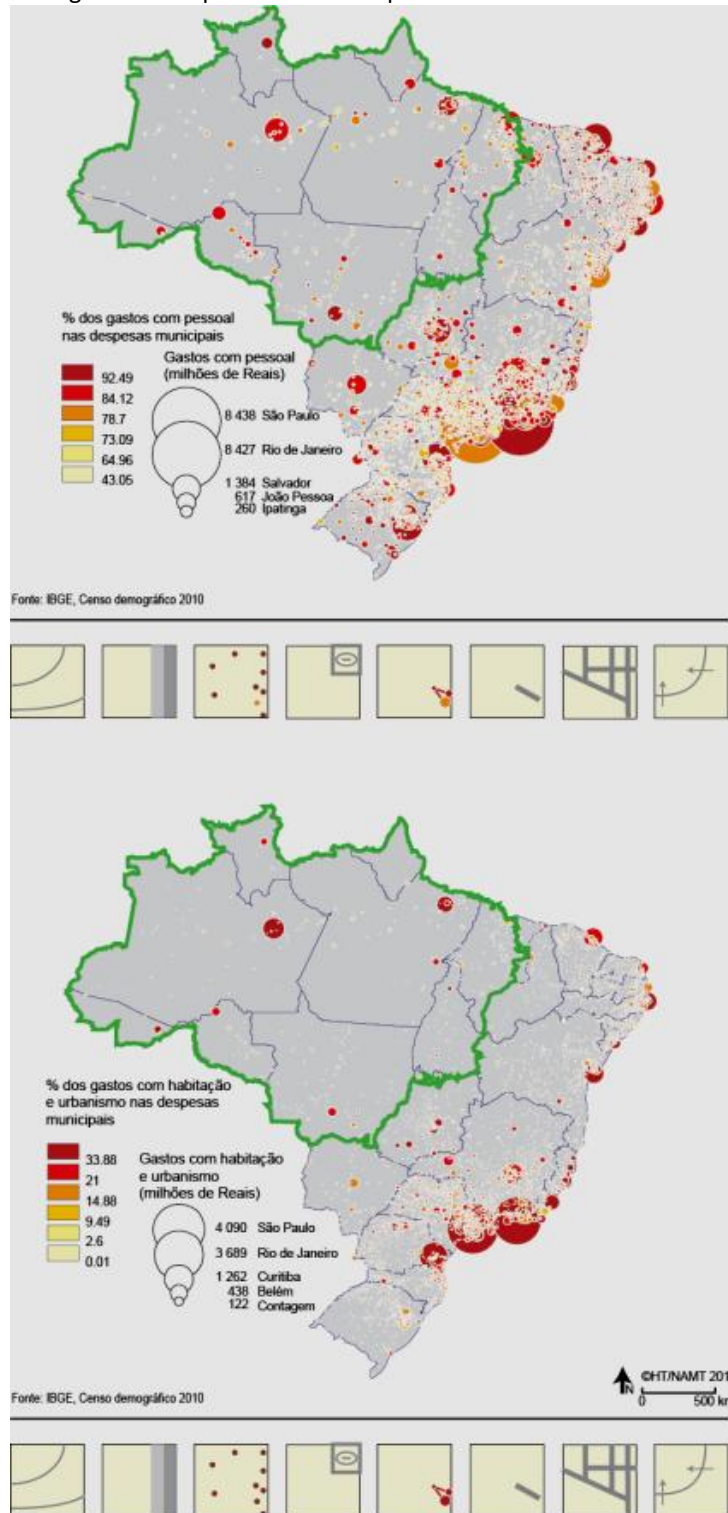 % dos gastos com pessoal
nas despesas municipais
92.49
84.12
78.7
73.09
64.96
43.05
Gastos com pessoal
(milhões de Reais)
8 438 São Paulo
8 427 Rio de Janeiro
1 384 Salvador
617 João Pessoa
260 Ipatinga
Fonte: IBGE, Censo demográfico 2010
% dos gastos com habitação
e urbanismo nas despesas
municipais
33.88
21
14.88
9.49
2.6
0.01
Gastos com habitação
e urbanismo
(milhões de Reais)
4 090 São Paulo
3 689 Rio de Janeiro
1 262 Curitiba
438 Belém
122 Contagem
N
©HT/NAMT 201
0 500 km
Fonte: IBGE, Censo demográfico 2010